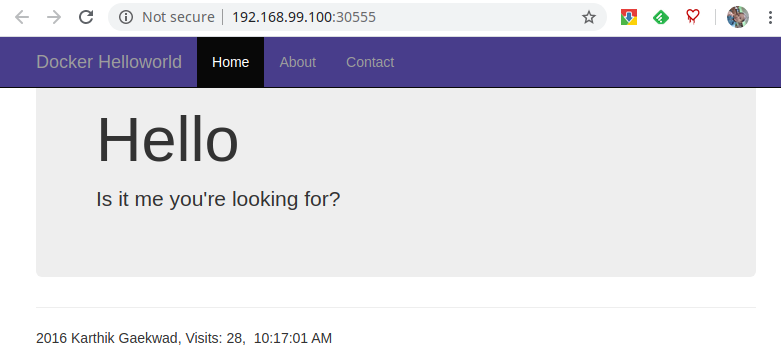 Not secure | 192.168.99.100:30555
Docker Helloworld Home About Contact
Hello
Is it me you're looking for?
2016 Karthik Gaekwad, Visits: 28, 10:17:01 AM